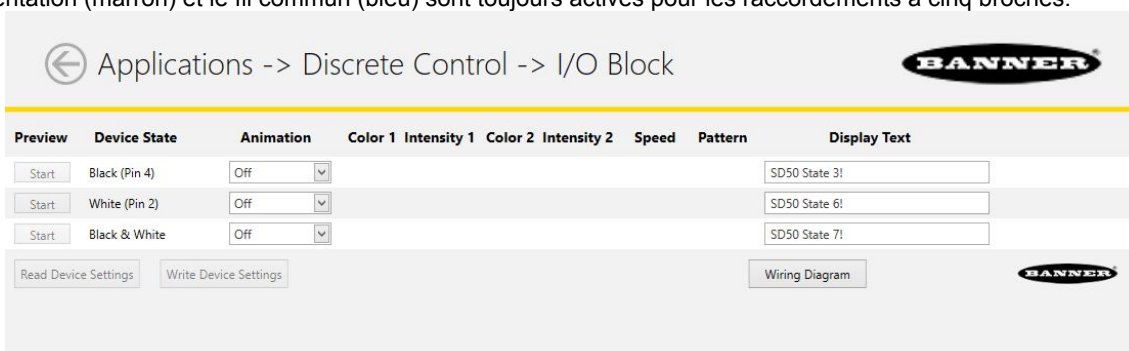 entation (marron) et le fil commun (bleu) sont toujours activés pour les raccordements à cinq broches.
Applications -> Discrete Control -> I/O Block
BANNER
Preview Device State Animation Color 1 Intensity 1 Color 2 Intensity 2 Speed Pattern Display Text
Start Black (Pin 4) Off SD50 State 3!
Start White (Pin 2) Off SD50 State 6!
Start Black & White Off SD50 State 7!
Read Device Settings Write Device Settings Wiring Diagram BANNER